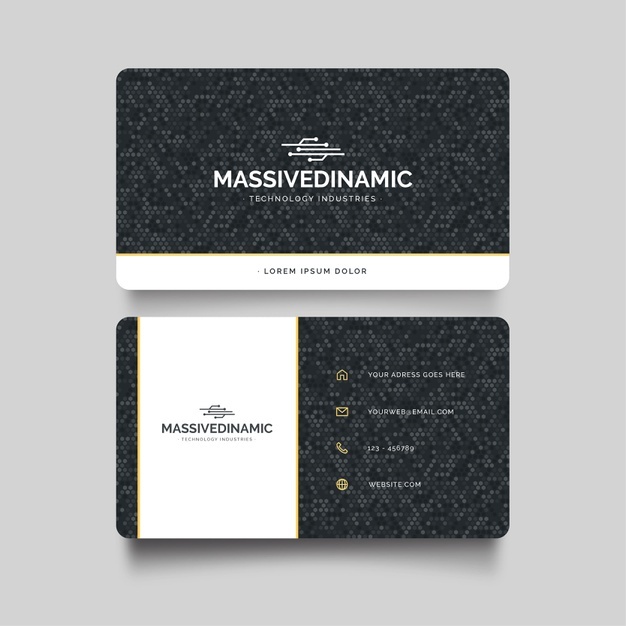 MASSIVEDINAMIC
· TECHNOLOGY INDUSTRIES ·
· LOREM IPSUM DOLOR
MASSIVEDINAMIC
· TECHNOLOGY INDUSTRIES ·
YOUR ADRESS GOES HERE
YOURWEB@EMAIL.COM
123 - 456789
WEBSITE.COM